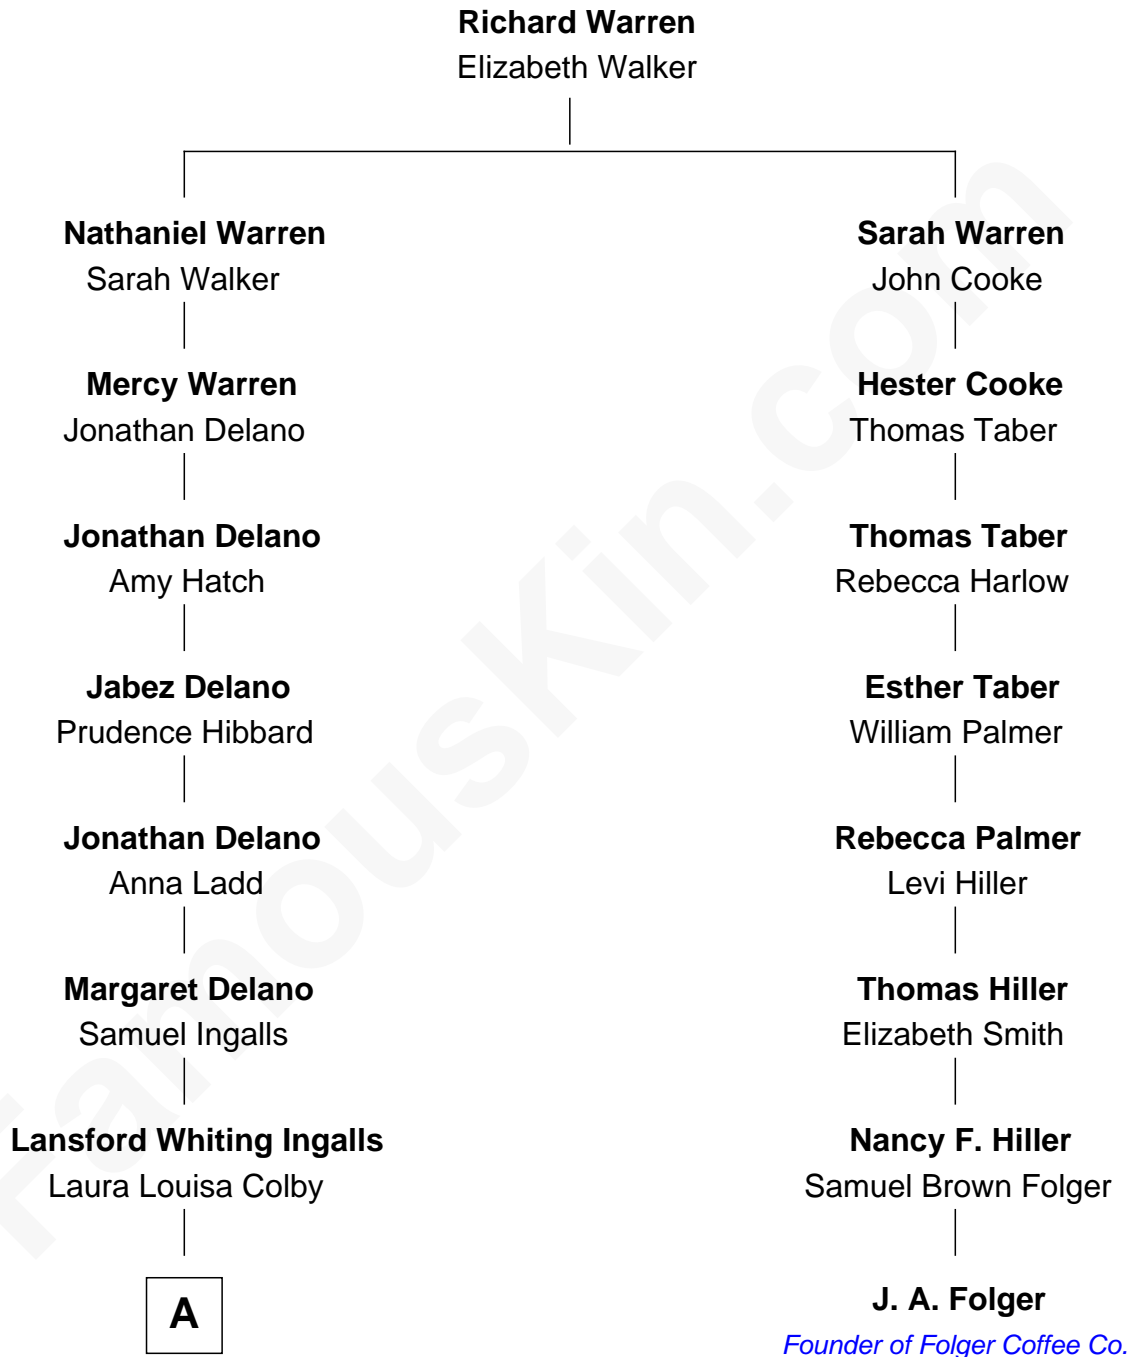 Richard Warren
Elizabeth Walker
Nathaniel Warren
Sarah Walker
Sarah Warren
John Cooke
Mercy Warren
Jonathan Delano
Hester Cooke
Thomas Taber
Jonathan Delano
Amy Hatch
Thomas Taber
Rebecca Harlow
Jabez Delano
Prudence Hibbard
Esther Taber
William Palmer
Jonathan Delano
Anna Ladd
Rebecca Palmer
Levi Hiller
Margaret Delano
Samuel Ingalls
Thomas Hiller
Elizabeth Smith
Lansford Whiting Ingalls
Laura Louisa Colby
Nancy F. Hiller
Samuel Brown Folger
A
J. A. Folger
Founder of Folger Coffee Co.
FamousKin.com